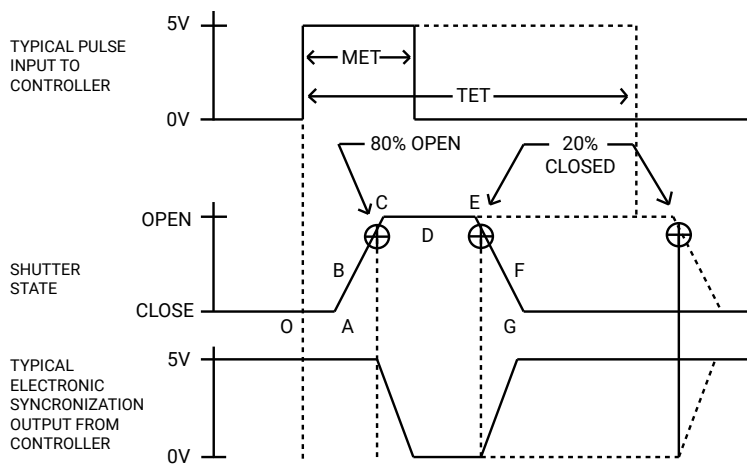 5V
TYPICAL PULSE
INPUT TO
CONTROLLER
MET
TET
0V
80% OPEN
20%
CLOSED
C
E
OPEN
D
B
F
SHUTTER
STATE
CLOSE
O
A
G
5V
TYPICAL
ELECTRONIC
SYNCRONIZATION
OUTPUT FROM
CONTROLLER
0V